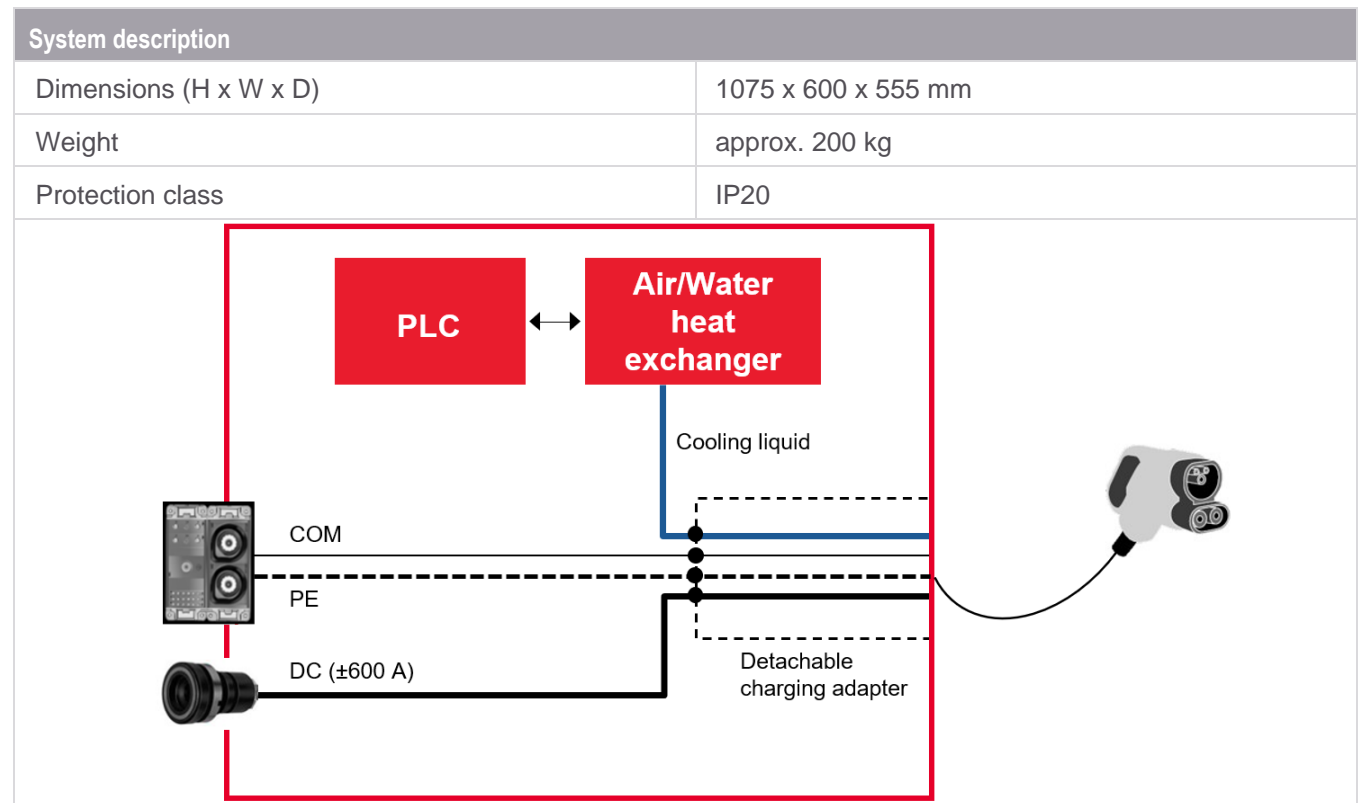 System description
Dimensions (H x W x D) 1075 x 600 x 555 mm
Weight approx. 200 kg
Protection class IP20
PLC
Air/Water
heat
exchanger
Cooling liquid
COM
PE
DC (±600 A)
Detachable
charging adapter